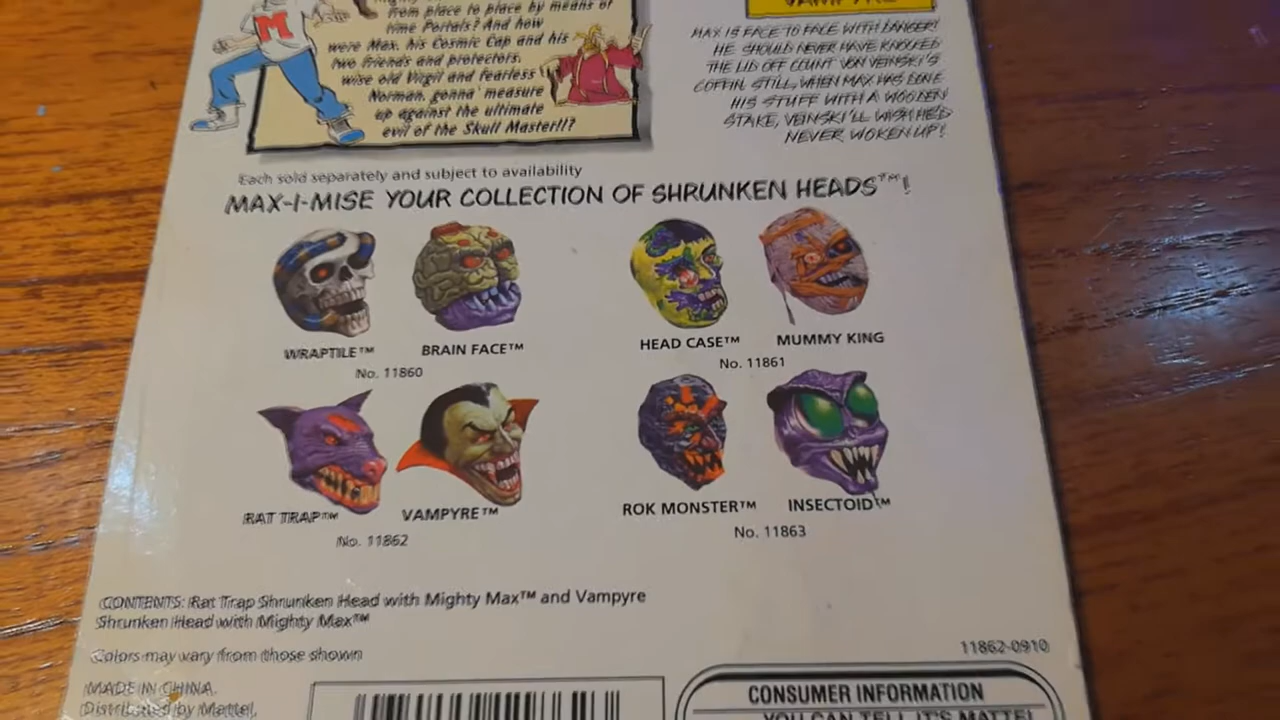 M
from place to place by means of
Time Portals? And how
were Max, his Cosmic Cap and his
two friends and protectors,
wise old Virgil and fearless
Norman, gonna measure
up against the ultimate
evil of the Skull Master!!?
VAMPYRE
MAX IS FACE TO FACE WITH DANGER!
HE SHOULD NEVER HAVE KNOCKED
THE LID OFF COUNT VON VEINSKI'S
COFFIN. STILL, WHEN MAX HAS DONE
HIS STUFF WITH A WOODEN
STAKE, VEINSKI'LL WISH HE'D
NEVER WOKEN UP!
Each sold separately and subject to availability
MAX-I-MISE YOUR COLLECTION OF SHRUNKEN HEADS™!
WRAPTILE™ BRAIN FACE™
No. 11860
HEAD CASE™ MUMMY KING
No. 11861
RAT TRAP™ VAMPYRE™
No. 11862
ROK MONSTER™ INSECTOID™
No. 11863
CONTENTS: Rat Trap Shrunken Head with Mighty Max™ and Vampyre
Shrunken Head with Mighty Max™
Colors may vary from those shown
11862-0910
MADE IN CHINA.
Distributed by Mattel,
CONSUMER INFORMATION
YOU CAN TELL IT'S MATTEL